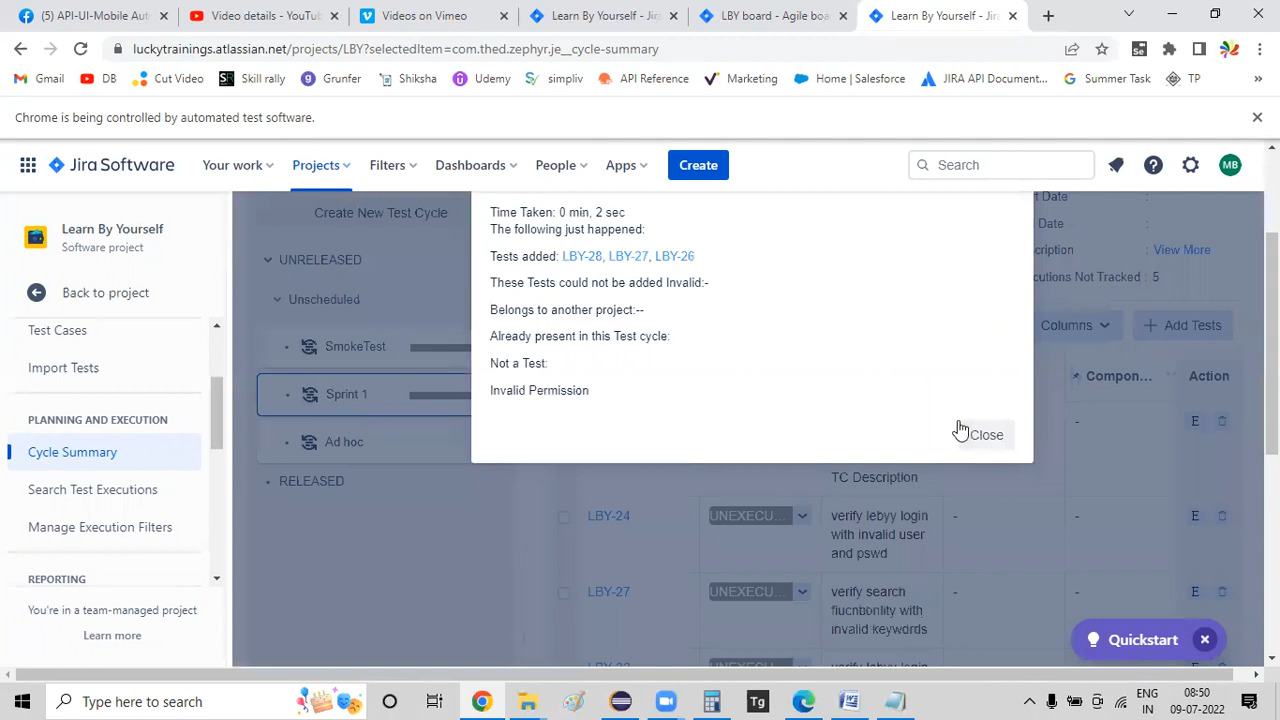 (5) API-UI-Mobile Aut
Video details - YouTub
Videos on Vimeo
Learn By Yourself - Jira
LBY board - Agile boar
Learn By Yourself - Jira
luckytrainings.atlassian.net/projects/LBY?selectedItem=com.thed.zephyr.je__cycle-summary
Gmail
DB
Cut Video
SR Skill rally
Grunfer
Shiksha
Udemy
simpliv
API Reference
Marketing
Home | Salesforce
JIRA API Document...
Summer Task
TP
»
Chrome is being controlled by automated test software.
Jira Software
Your work
Projects
Filters
Dashboards
People
Apps
Create
Search
MB
Learn By Yourself
Software project
Back to project
Test Cases
Import Tests
PLANNING AND EXECUTION
Cycle Summary
Search Test Executions
Manage Execution Filters
REPORTING
You're in a team-managed project
Learn more
Create New Test Cycle
UNRELEASED
Unscheduled
SmokeTest
Sprint 1
Ad hoc
RELEASED
Time Taken: 0 min, 2 sec
The following just happened:
Tests added: LBY-28, LBY-27, LBY-26
These Tests could not be added Invalid:-
Belongs to another project:--
Already present in this Test cycle:
Not a Test:
Invalid Permission
Close
Date :
Date :
: View More
Not Tracked : 5
Columns
Add Tests
Compon...
Action
- E
TC Description
LBY-24 UNEXECU... verify lebyy login - - E
with invalid user
and pswd
LBY-27 UNEXECU... verify search - - E
fiucnbonlity with
invalid keywords
Quickstart
Type here to search
Tg
ENG
IN
08:50
09-07-2022